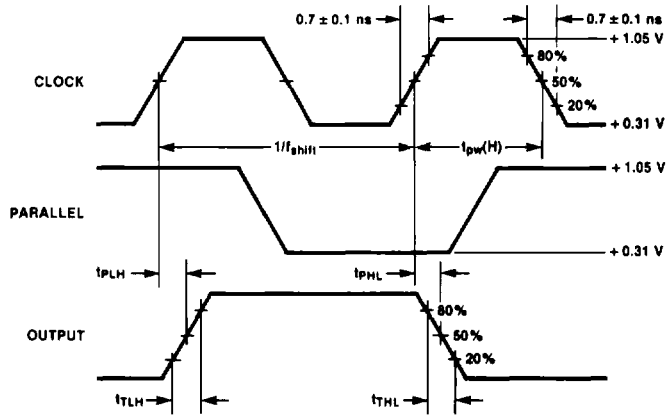 0.7 ± 0.1 ns
0.7 ± 0.1 ns
+ 1.05 V
80%
CLOCK
50%
20%
+ 0.31 V
1/fshift
tpw(H)
+ 1.05 V
PARALLEL
+ 0.31 V
tPLH
tPHL
80%
OUTPUT
50%
20%
tTLH
tTHL